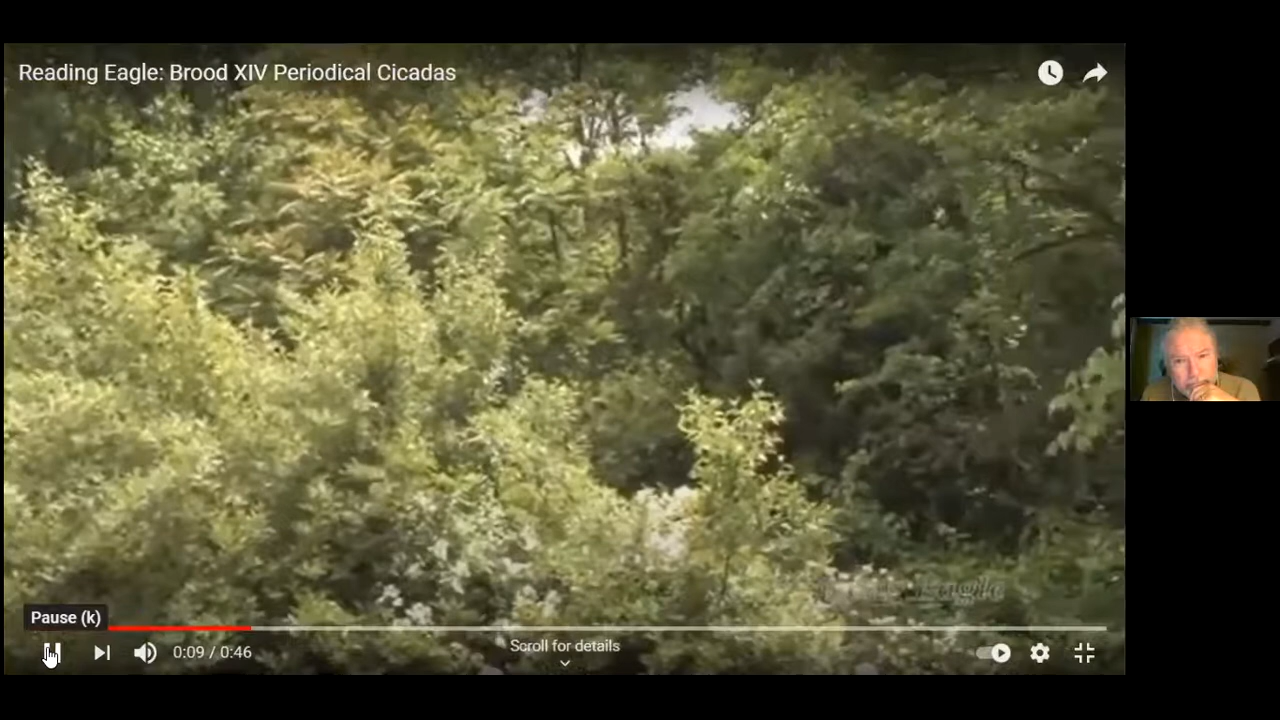 Reading Eagle: Brood XIV Periodical Cicadas
Pause (k)
0:09 / 0:46
Scroll for details